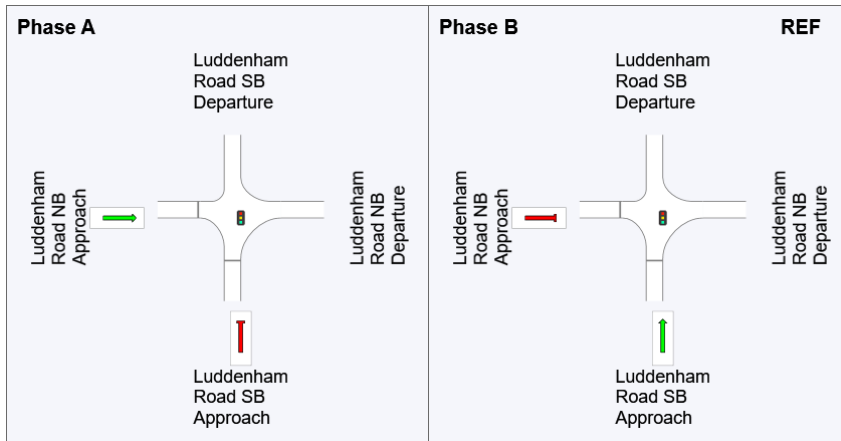 Phase A
Luddenham
Road SB
Departure
Luddenham
Road NB
Approach
Luddenham
Road NB
Departure
Luddenham
Road SB
Approach
Phase B
REF
Luddenham
Road SB
Departure
Luddenham
Road NB
Approach
Luddenham
Road NB
Departure
Luddenham
Road SB
Approach